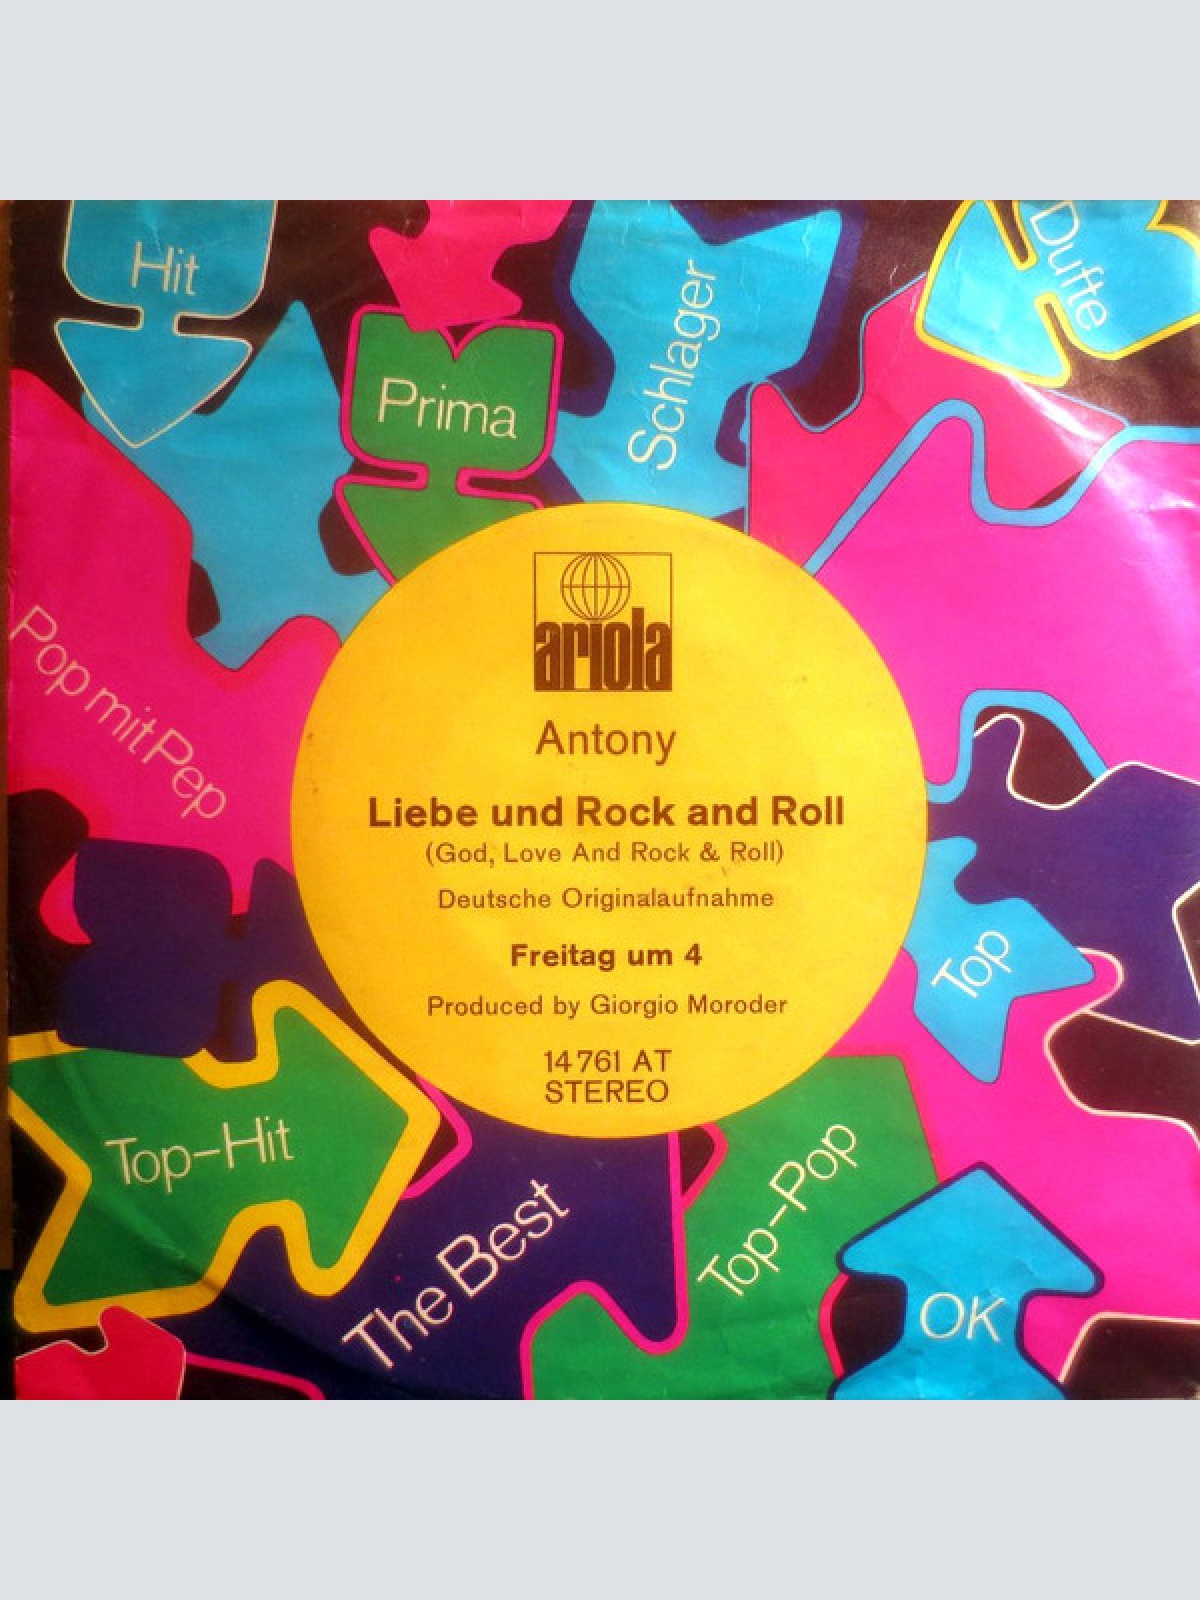 Hit
Prima
Schlager
Dufte
Pop mit Pep
ariola
Antony
Liebe und Rock and Roll
(God, Love And Rock & Roll)
Deutsche Originalaufnahme
Freitag um 4
Produced by Giorgio Moroder
14 761 AT
STEREO
Top
Top-Hit
The Best
Top-Pop
OK